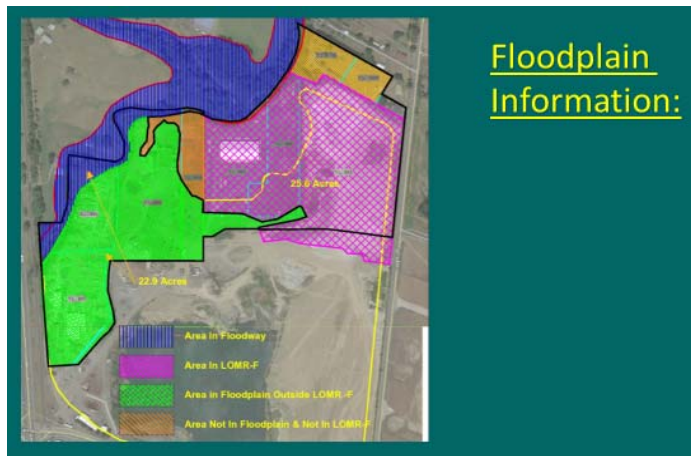 Floodplain
Information:
25.6 Acres
22.9 Acres
Area In Floodway
Area In LOMR-F
Area in Floodplain Outside LOMR -F
Area Not In Floodplain & Not In LOMR-F